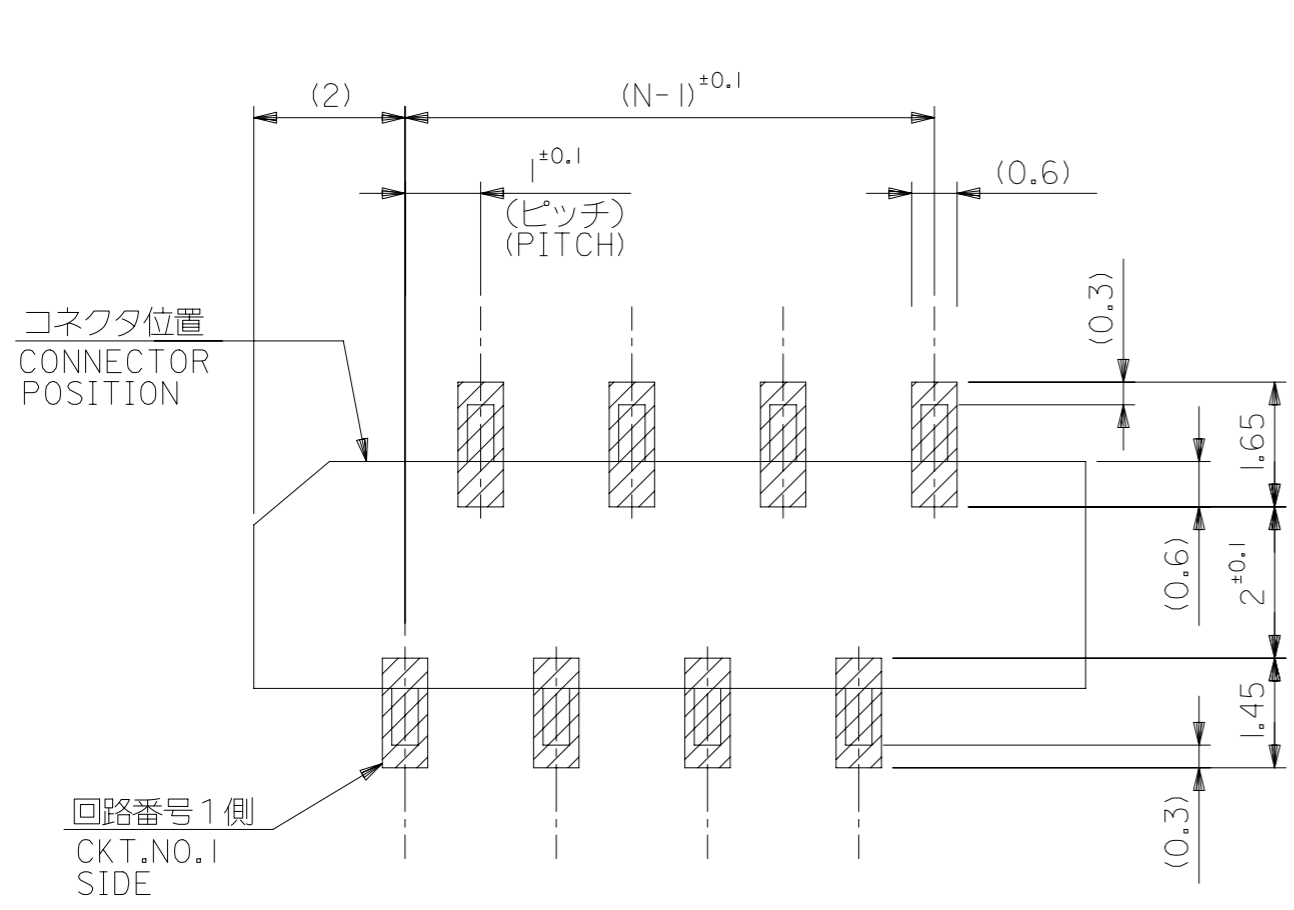 (2)
(N-1)±0.1
1±0.1
(ピッチ)
(PITCH)
(0.6)
(0.3)
コネクタ位置
CONNECTOR
POSITION
1.65
(0.6)
2±0.1
1.45
(0.3)
回路番号1側
CKT.NO.1
SIDE